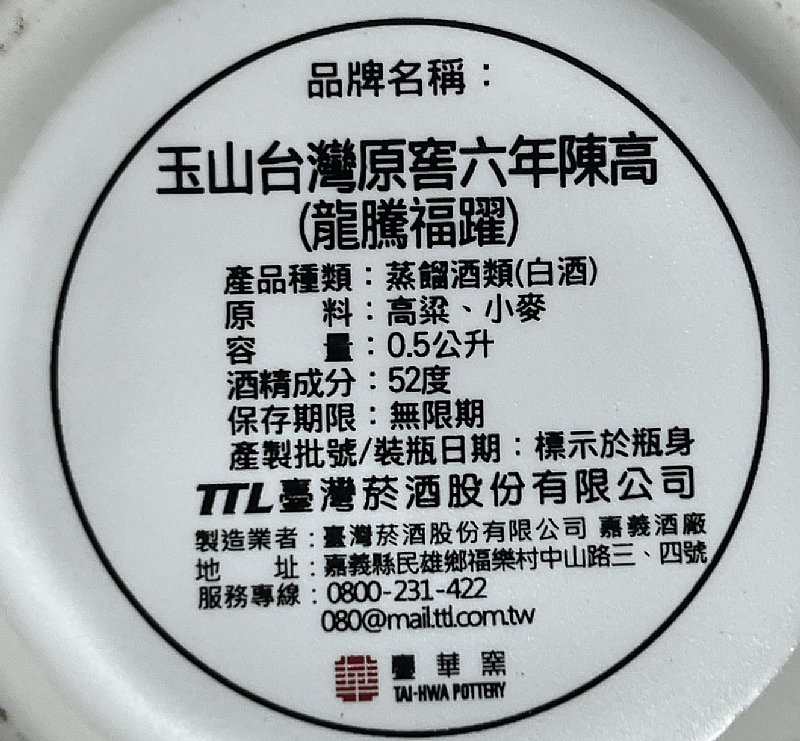 品牌名稱：
玉山台灣原窖六年陳高
(龍騰福躍)
產品種類：蒸餾酒類(白酒)
原　　料：高粱、小麥
容　　量：0.5公升
酒精成分：52度
保存期限：無限期
產製批號/裝瓶日期：標示於瓶身
TTL臺灣菸酒股份有限公司
製造業者：臺灣菸酒股份有限公司 嘉義酒廠
地　　址：嘉義縣民雄鄉福樂村中山路三、四號
服務專線：0800-231-422
080@mail.ttl.com.tw
臺華窯
TAI-HWA POTTERY